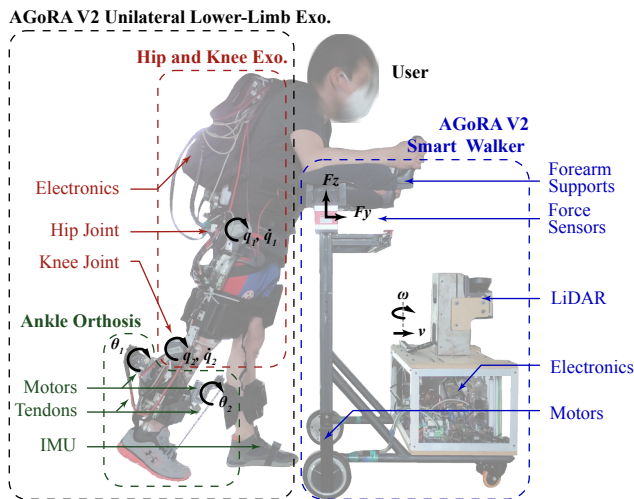 AGoRA V2 Unilateral Lower-Limb Exo.
Hip and Knee Exo.
User
AGoRA V2
Smart Walker
Electronics
Hip Joint
Knee Joint
Ankle Orthosis
Motors
Tendons
IMU
Forearm
Supports
Force
Sensors
LiDAR
Electronics
Motors
Fz
Fy
q₁, q̇₁
q₂, q̇₂
θ₁
θ₂
ω
v